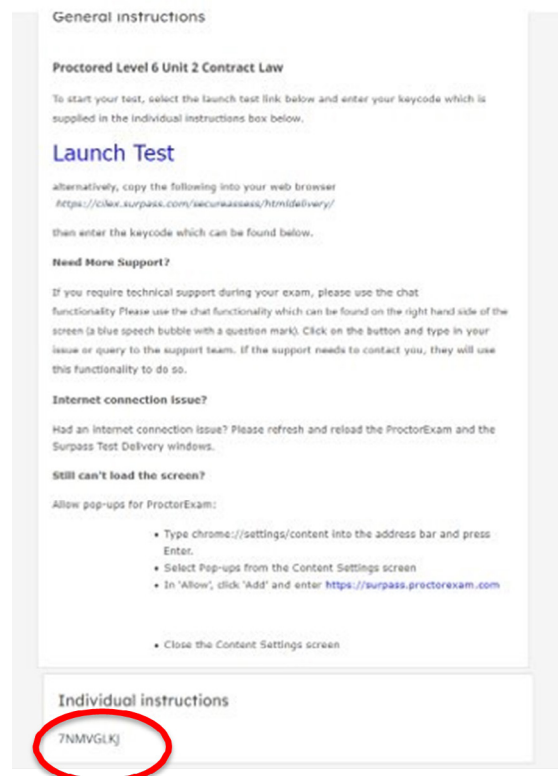 General instructions
Proctored Level 6 Unit 2 Contract Law
To start your test, select the launch test link below and enter your keycode which is
supplied in the individual instructions box below.
Launch Test
alternatively, copy the following into your web browser
https://cilex.surpass.com/secureassess/htmldelivery/
then enter the keycode which can be found below.
Need More Support?
If you require technical support during your exam, please use the chat
functionality Please use the chat functionality which can be found on the right hand side of the
screen (a blue speech bubble with a question mark). Click on the button and type in your
issue or query to the support team. If the support needs to contact you, they will use
this functionality to do so.
Internet connection issue?
Had an internet connection issue? Please refresh and reload the ProctorExam and the
Surpass Test Delivery windows.
Still can't load the screen?
Allow pop-ups for ProctorExam:
• Type chrome://settings/content into the address bar and press
Enter.
• Select Pop-ups from the Content Settings screen
• In 'Allow', click 'Add' and enter https://surpass.proctorexam.com
• Close the Content Settings screen
Individual instructions
7NMVGLKJ